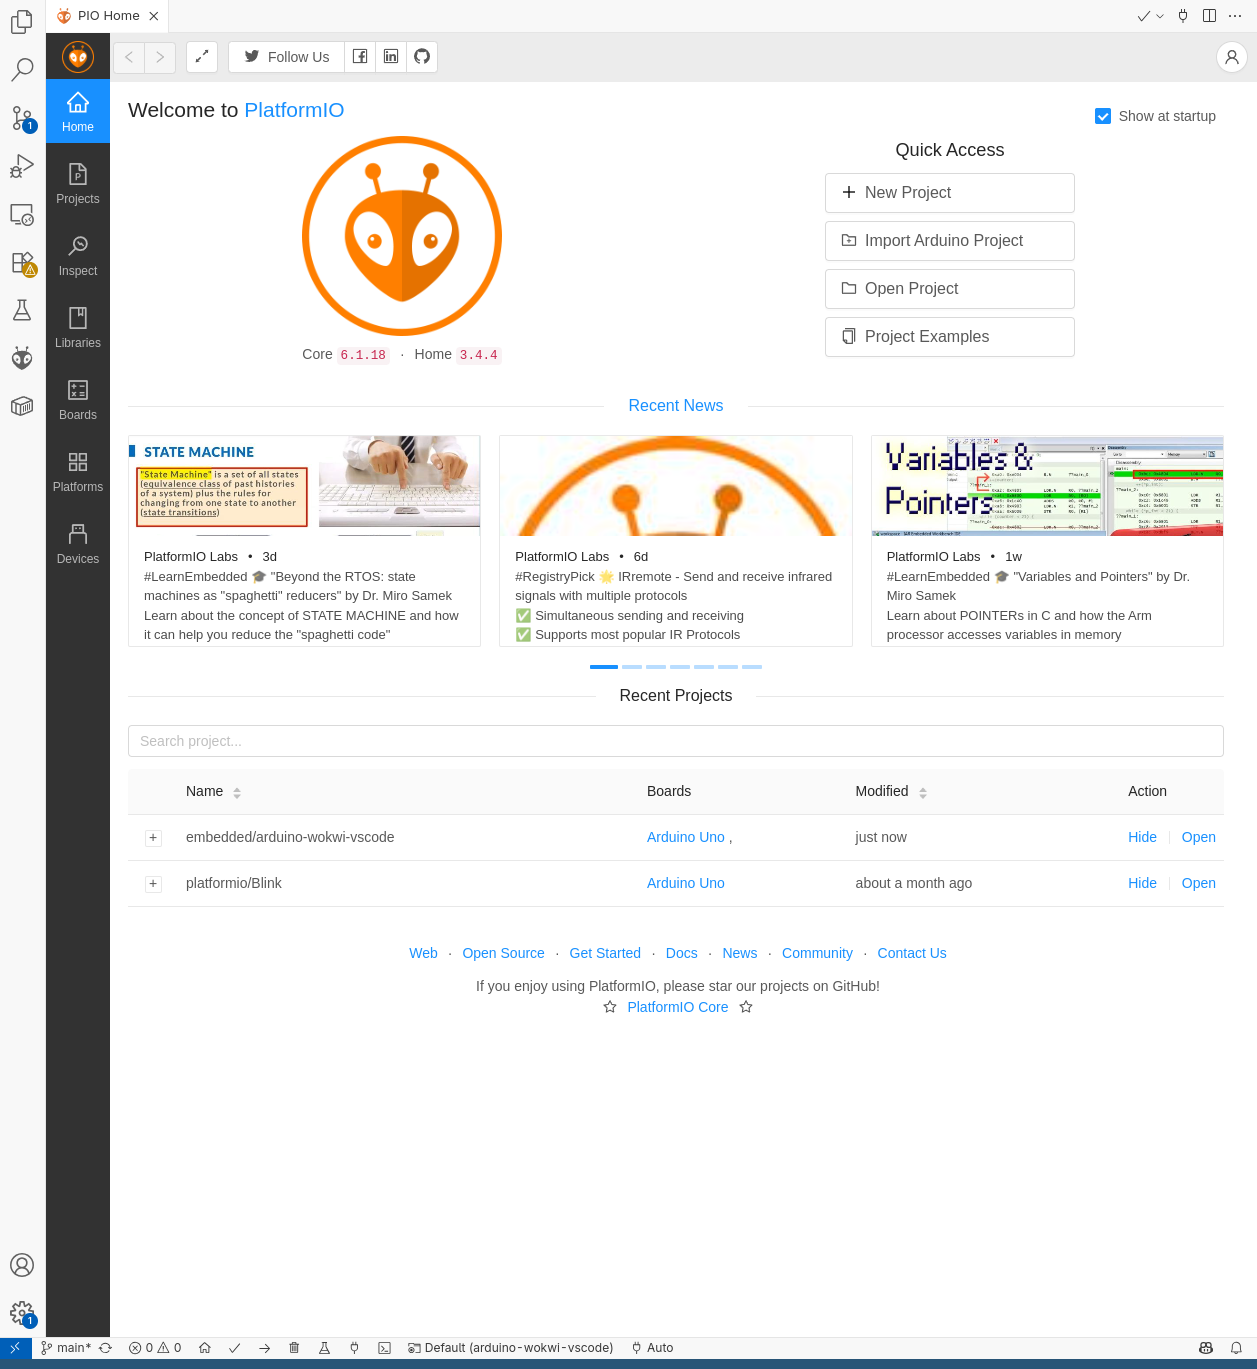 PIO Home
Follow Us
Home
Projects
Inspect
Libraries
Boards
Platforms
Devices
Welcome to PlatformIO
Show at startup
Core 6.1.18 · Home 3.4.4
Quick Access
New Project
Import Arduino Project
Open Project
Project Examples
Recent News
STATE MACHINE
"State Machine" is a set of all states
(equivalence class of past histories
of a system) plus the rules for
changing from one state to another
(state transitions)
PlatformIO Labs • 3d
#LearnEmbedded 🎓 "Beyond the RTOS: state
machines as "spaghetti" reducers" by Dr. Miro Samek
Learn about the concept of STATE MACHINE and how
it can help you reduce the "spaghetti code"
PlatformIO Labs • 6d
#RegistryPick 🌟 IRremote - Send and receive infrared
signals with multiple protocols
✅ Simultaneous sending and receiving
✅ Supports most popular IR Protocols
Variables &
Pointers
PlatformIO Labs • 1w
#LearnEmbedded 🎓 "Variables and Pointers" by Dr.
Miro Samek
Learn about POINTERs in C and how the Arm
processor accesses variables in memory
Recent Projects
Search project...
Name Boards Modified Action
+ embedded/arduino-wokwi-vscode Arduino Uno , just now Hide Open
+ platformio/Blink Arduino Uno about a month ago Hide Open
Web · Open Source · Get Started · Docs · News · Community · Contact Us
If you enjoy using PlatformIO, please star our projects on GitHub!
PlatformIO Core
1
1
main* 0 0 Default (arduino-wokwi-vscode) Auto